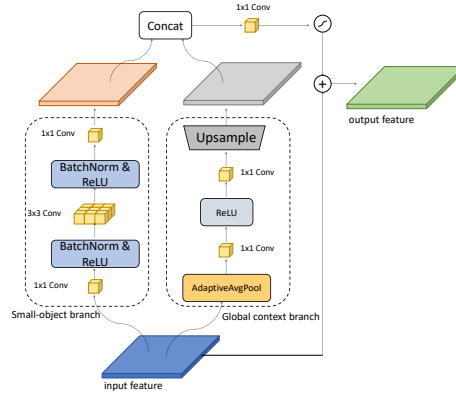 1x1 Conv
Concat
output feature
1x1 Conv
Upsample
BatchNorm &
ReLU
1x1 Conv
3x3 Conv
ReLU
BatchNorm &
ReLU
1x1 Conv
1x1 Conv
AdaptiveAvgPool
Small-object branch
Global context branch
input feature